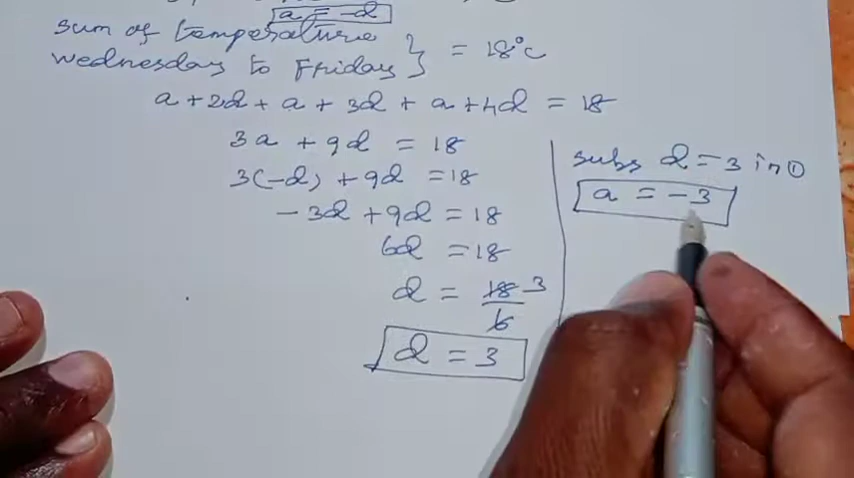 a = -d
Sum of temperature
Wednesday to Friday } = 18°C
a + 2d + a + 3d + a + 4d = 18
3a + 9d = 18
3(-d) + 9d = 18
- 3d + 9d = 18
6d = 18
d = 18 3
6
d = 3
subs d = 3 in ①
a = -3